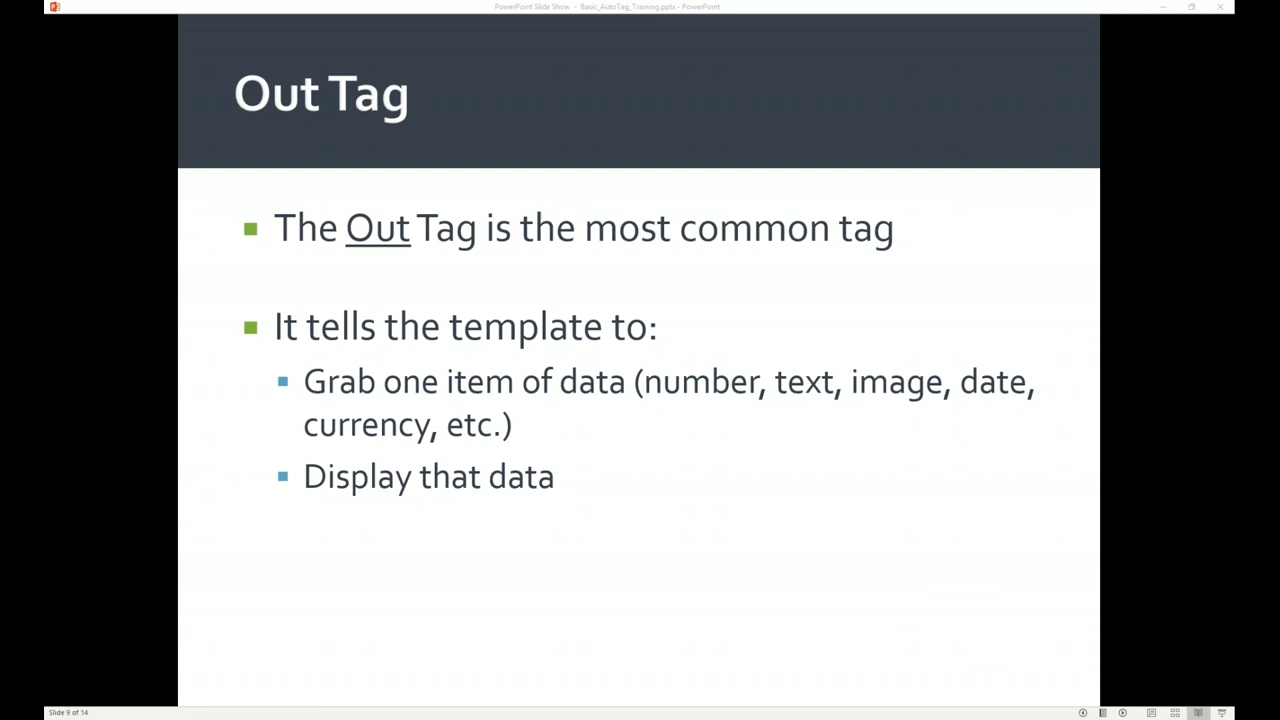 PowerPoint Slide Show - Basic_AutoTag_Training.pptx - PowerPoint
Out Tag
The Out Tag is the most common tag
It tells the template to:
Grab one item of data (number, text, image, date,
currency, etc.)
Display that data
Slide 9 of 14